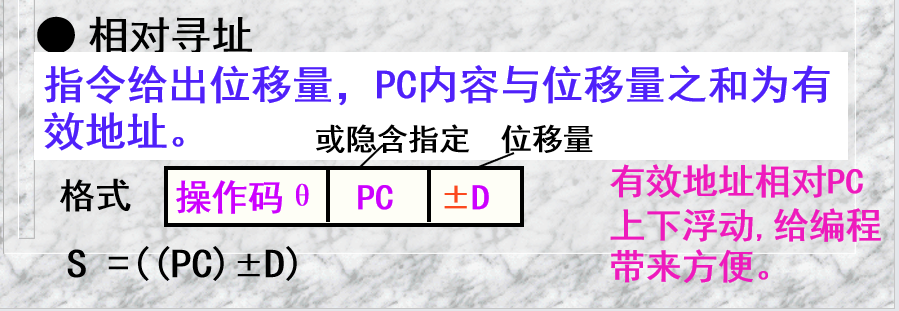 ● 相对寻址
指令给出位移量，PC内容与位移量之和为有
效地址。
或隐含指定 位移量
格式 操作码θ PC ±D
有效地址相对PC
上下浮动,给编程
带来方便。
S =((PC)±D)